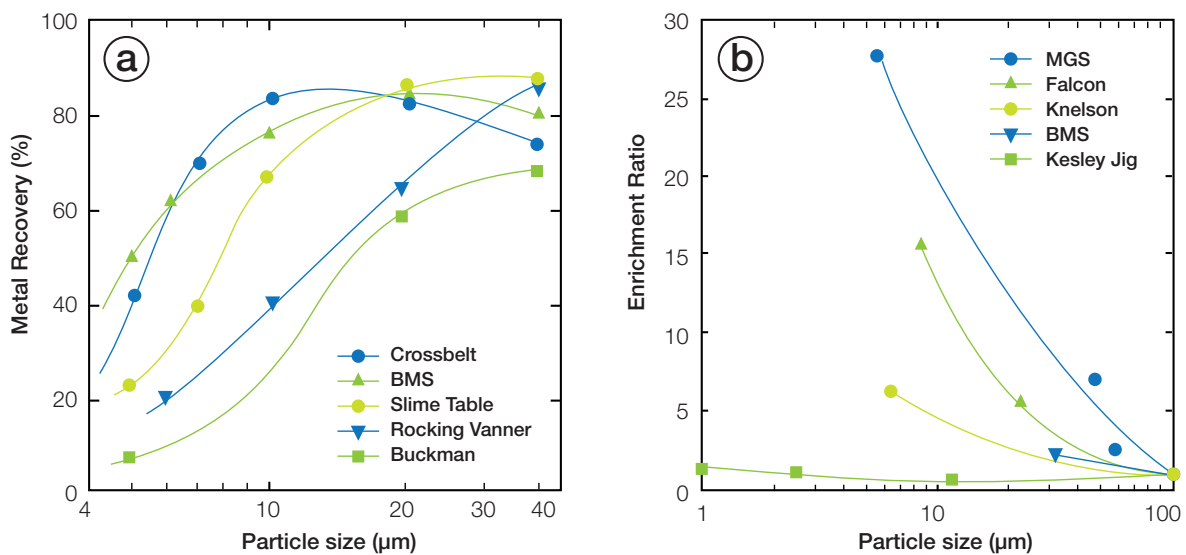 a
Metal Recovery (%)
100
80
60
40
20
0
4
10
20
30
40
Particle size (µm)
Crossbelt
BMS
Slime Table
Rocking Vanner
Buckman
b
Enrichment Ratio
30
25
20
15
10
5
0
1
10
100
Particle size (µm)
MGS
Falcon
Knelson
BMS
Kesley Jig